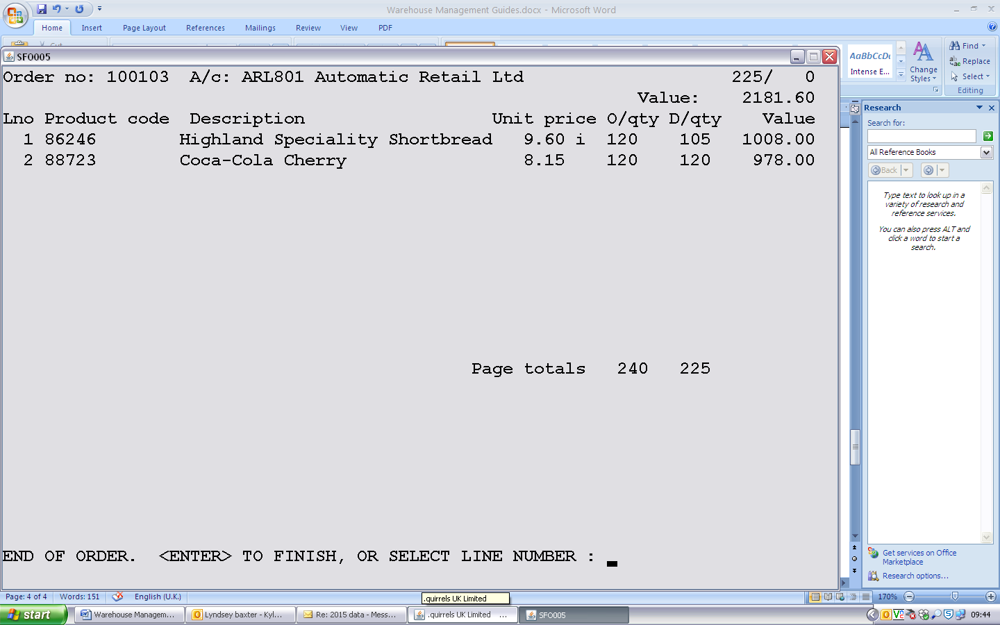 Warehouse Management Guides.docx - Microsoft Word
Home Insert Page Layout References Mailings Review View PDF
Cut
SFO005
AaBbCcDc
Intense E...
Change Styles
Find
Replace
Select
Editing
Order no: 100103 A/c: ARL801 Automatic Retail Ltd 225/ 0
Value: 2181.60
Lno Product code Description Unit price O/qty D/qty Value
1 86246 Highland Speciality Shortbread 9.60 i 120 105 1008.00
2 88723 Coca-Cola Cherry 8.15 120 120 978.00
Page totals 240 225
END OF ORDER. <ENTER> TO FINISH, OR SELECT LINE NUMBER :
Research
Search for:
All Reference Books
Back
Type text to look up in a
variety of research and
reference services.
You can also press ALT and
click a word to start a
search.
Get services on Office
Marketplace
Research options...
Page: 4 of 4 Words: 151 English (U.K.) 170%
.quirrels UK Limited
start Warehouse Managem... Lyndsey baxter - Kyl... Re: 2015 data - Mess... .quirrels UK Limited ... SFO005 09:44